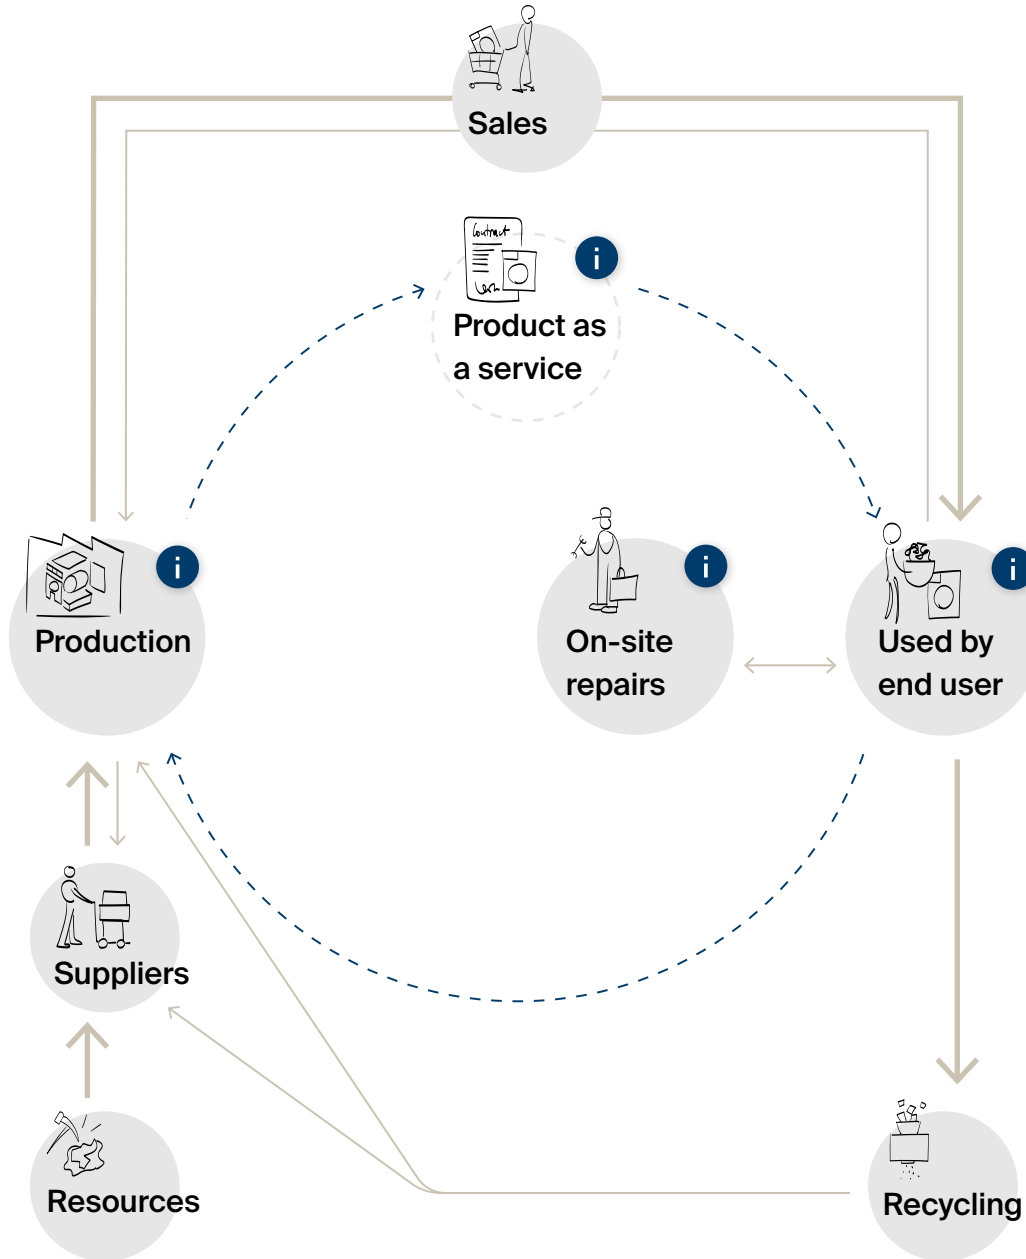 Sales
Contract
i
Product as
a service
i
i
i
Production
On-site
repairs
Used by
end user
Suppliers
Resources
Recycling